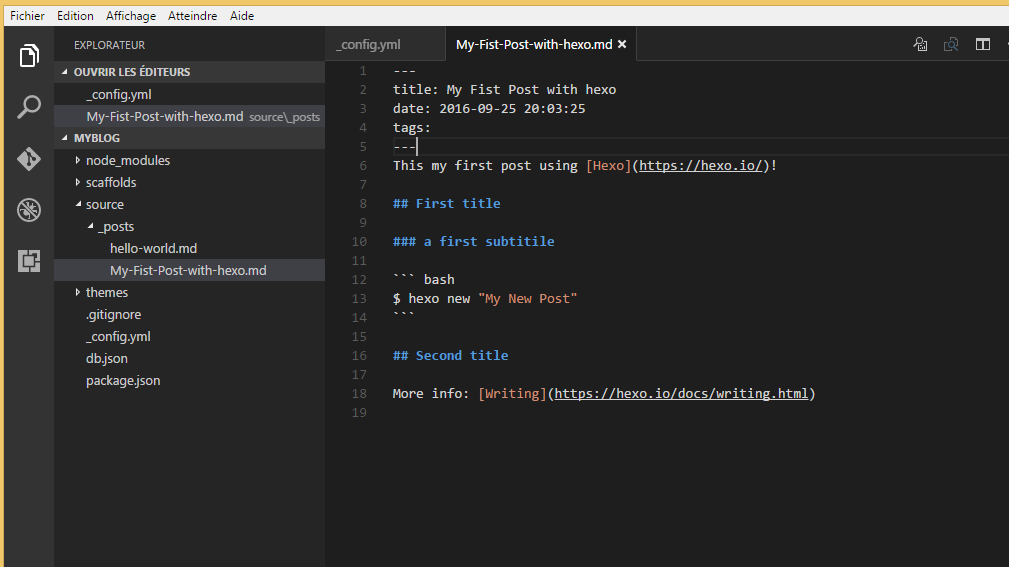 Fichier Edition Affichage Atteindre Aide
EXPLORATEUR
OUVRIR LES ÉDITEURS
_config.yml
My-Fist-Post-with-hexo.md source\_posts
MYBLOG
node_modules
scaffolds
source
_posts
hello-world.md
My-Fist-Post-with-hexo.md
themes
.gitignore
_config.yml
db.json
package.json
_config.yml My-Fist-Post-with-hexo.md
1 ---
2 title: My Fist Post with hexo
3 date: 2016-09-25 20:03:25
4 tags:
5 ---
6 This my first post using [Hexo](https://hexo.io/)!
7
8 ## First title
9
10 ### a first subtitile
11
12 ``` bash
13 $ hexo new "My New Post"
14 ```
15
16 ## Second title
17
18 More info: [Writing](https://hexo.io/docs/writing.html)
19